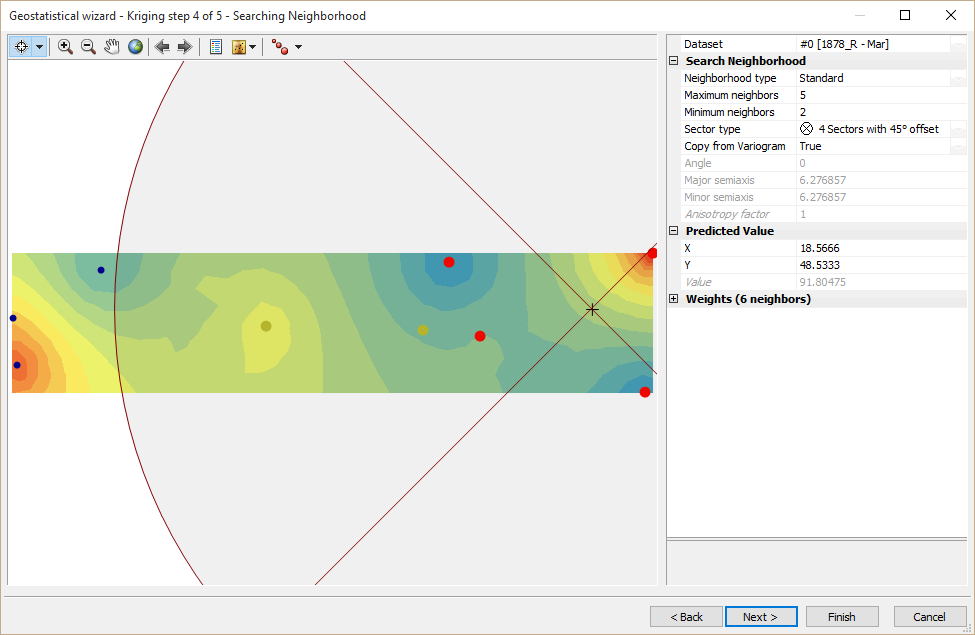 Geostatistical wizard - Kriging step 4 of 5 - Searching Neighborhood
Dataset #0 [1878_R - Mar]
Search Neighborhood
Neighborhood type Standard
Maximum neighbors 5
Minimum neighbors 2
Sector type 4 Sectors with 45° offset
Copy from Variogram True
Angle 0
Major semiaxis 6.276857
Minor semiaxis 6.276857
Anisotropy factor 1
Predicted Value
X 18.5666
Y 48.5333
Value 91.80475
Weights (6 neighbors)
< Back Next > Finish Cancel